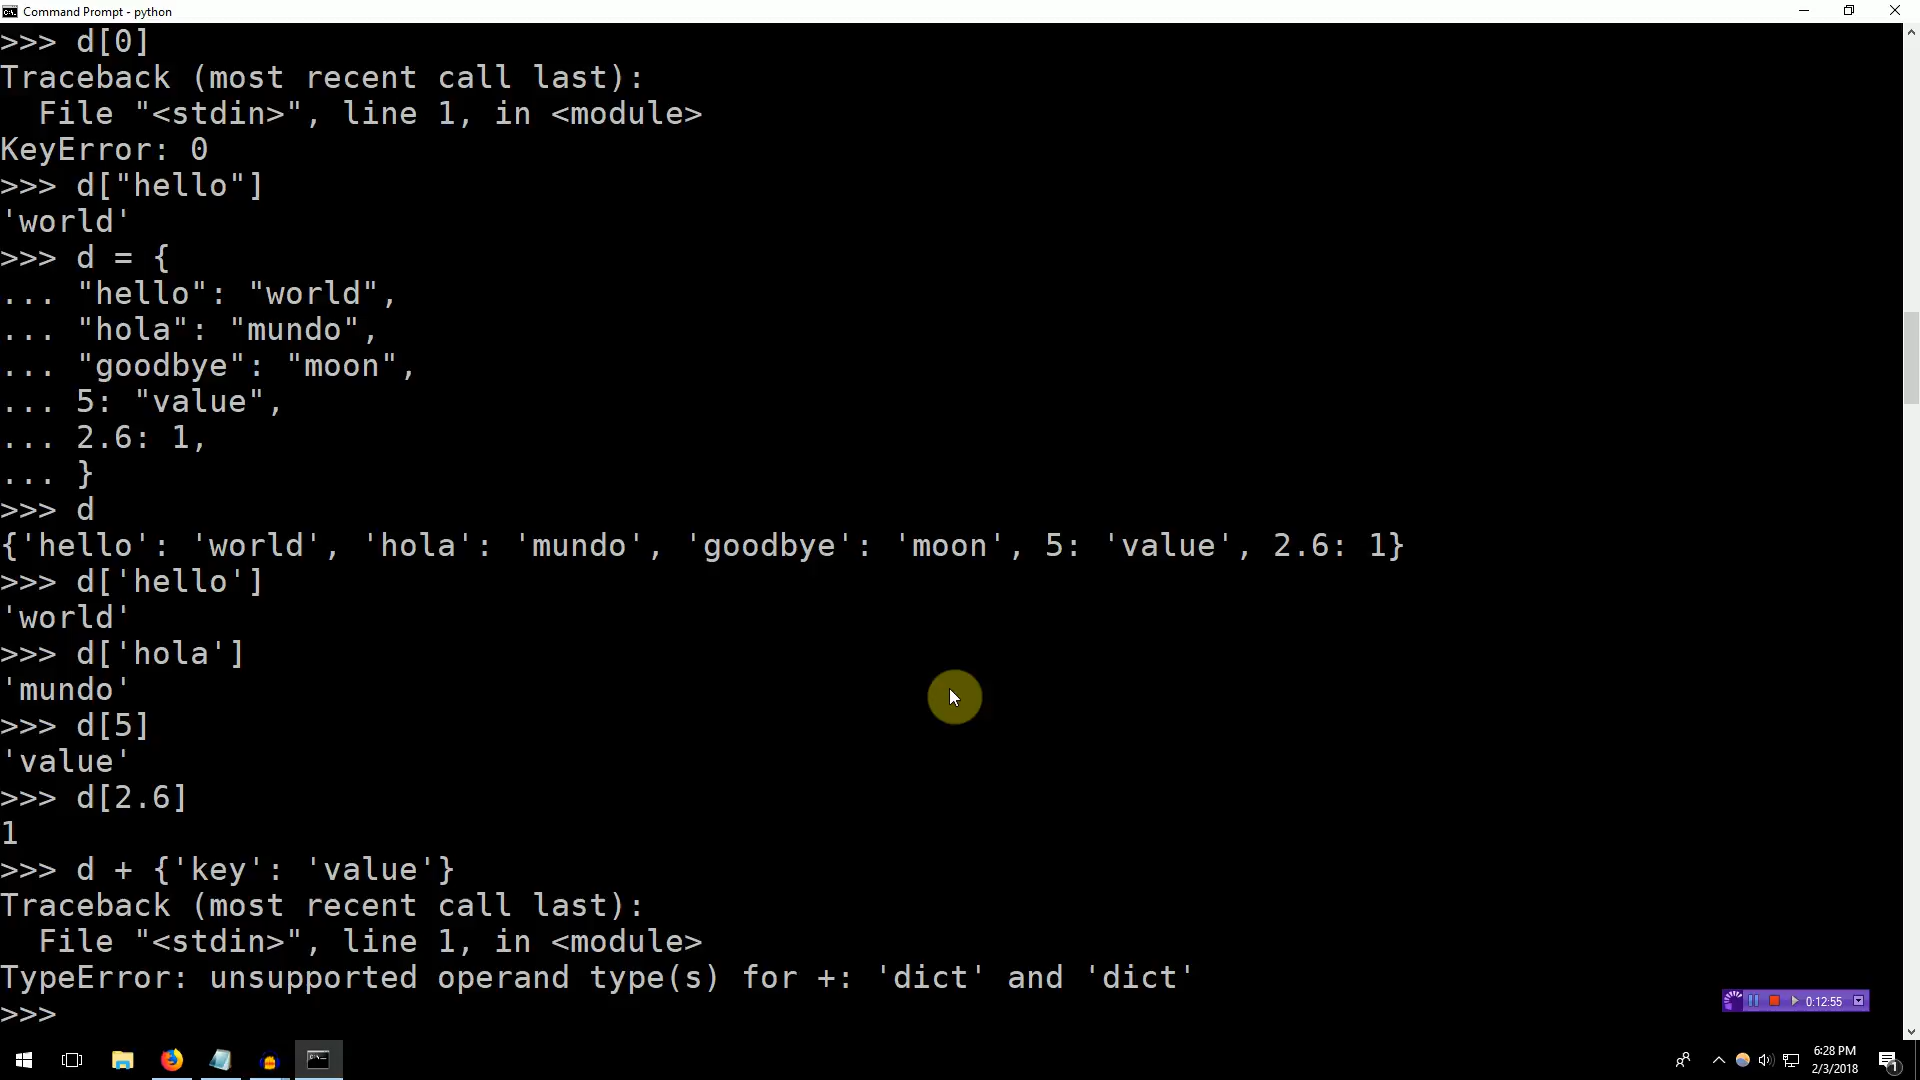 Command Prompt - python
>>> d[0]
Traceback (most recent call last):
  File "<stdin>", line 1, in <module>
KeyError: 0
>>> d["hello"]
'world'
>>> d = {
... "hello": "world",
... "hola": "mundo",
... "goodbye": "moon",
... 5: "value",
... 2.6: 1,
... }
>>> d
{'hello': 'world', 'hola': 'mundo', 'goodbye': 'moon', 5: 'value', 2.6: 1}
>>> d['hello']
'world'
>>> d['hola']
'mundo'
>>> d[5]
'value'
>>> d[2.6]
1
>>> d + {'key': 'value'}
Traceback (most recent call last):
  File "<stdin>", line 1, in <module>
TypeError: unsupported operand type(s) for +: 'dict' and 'dict'
>>>
0:12:55
6:28 PM
2/3/2018
1